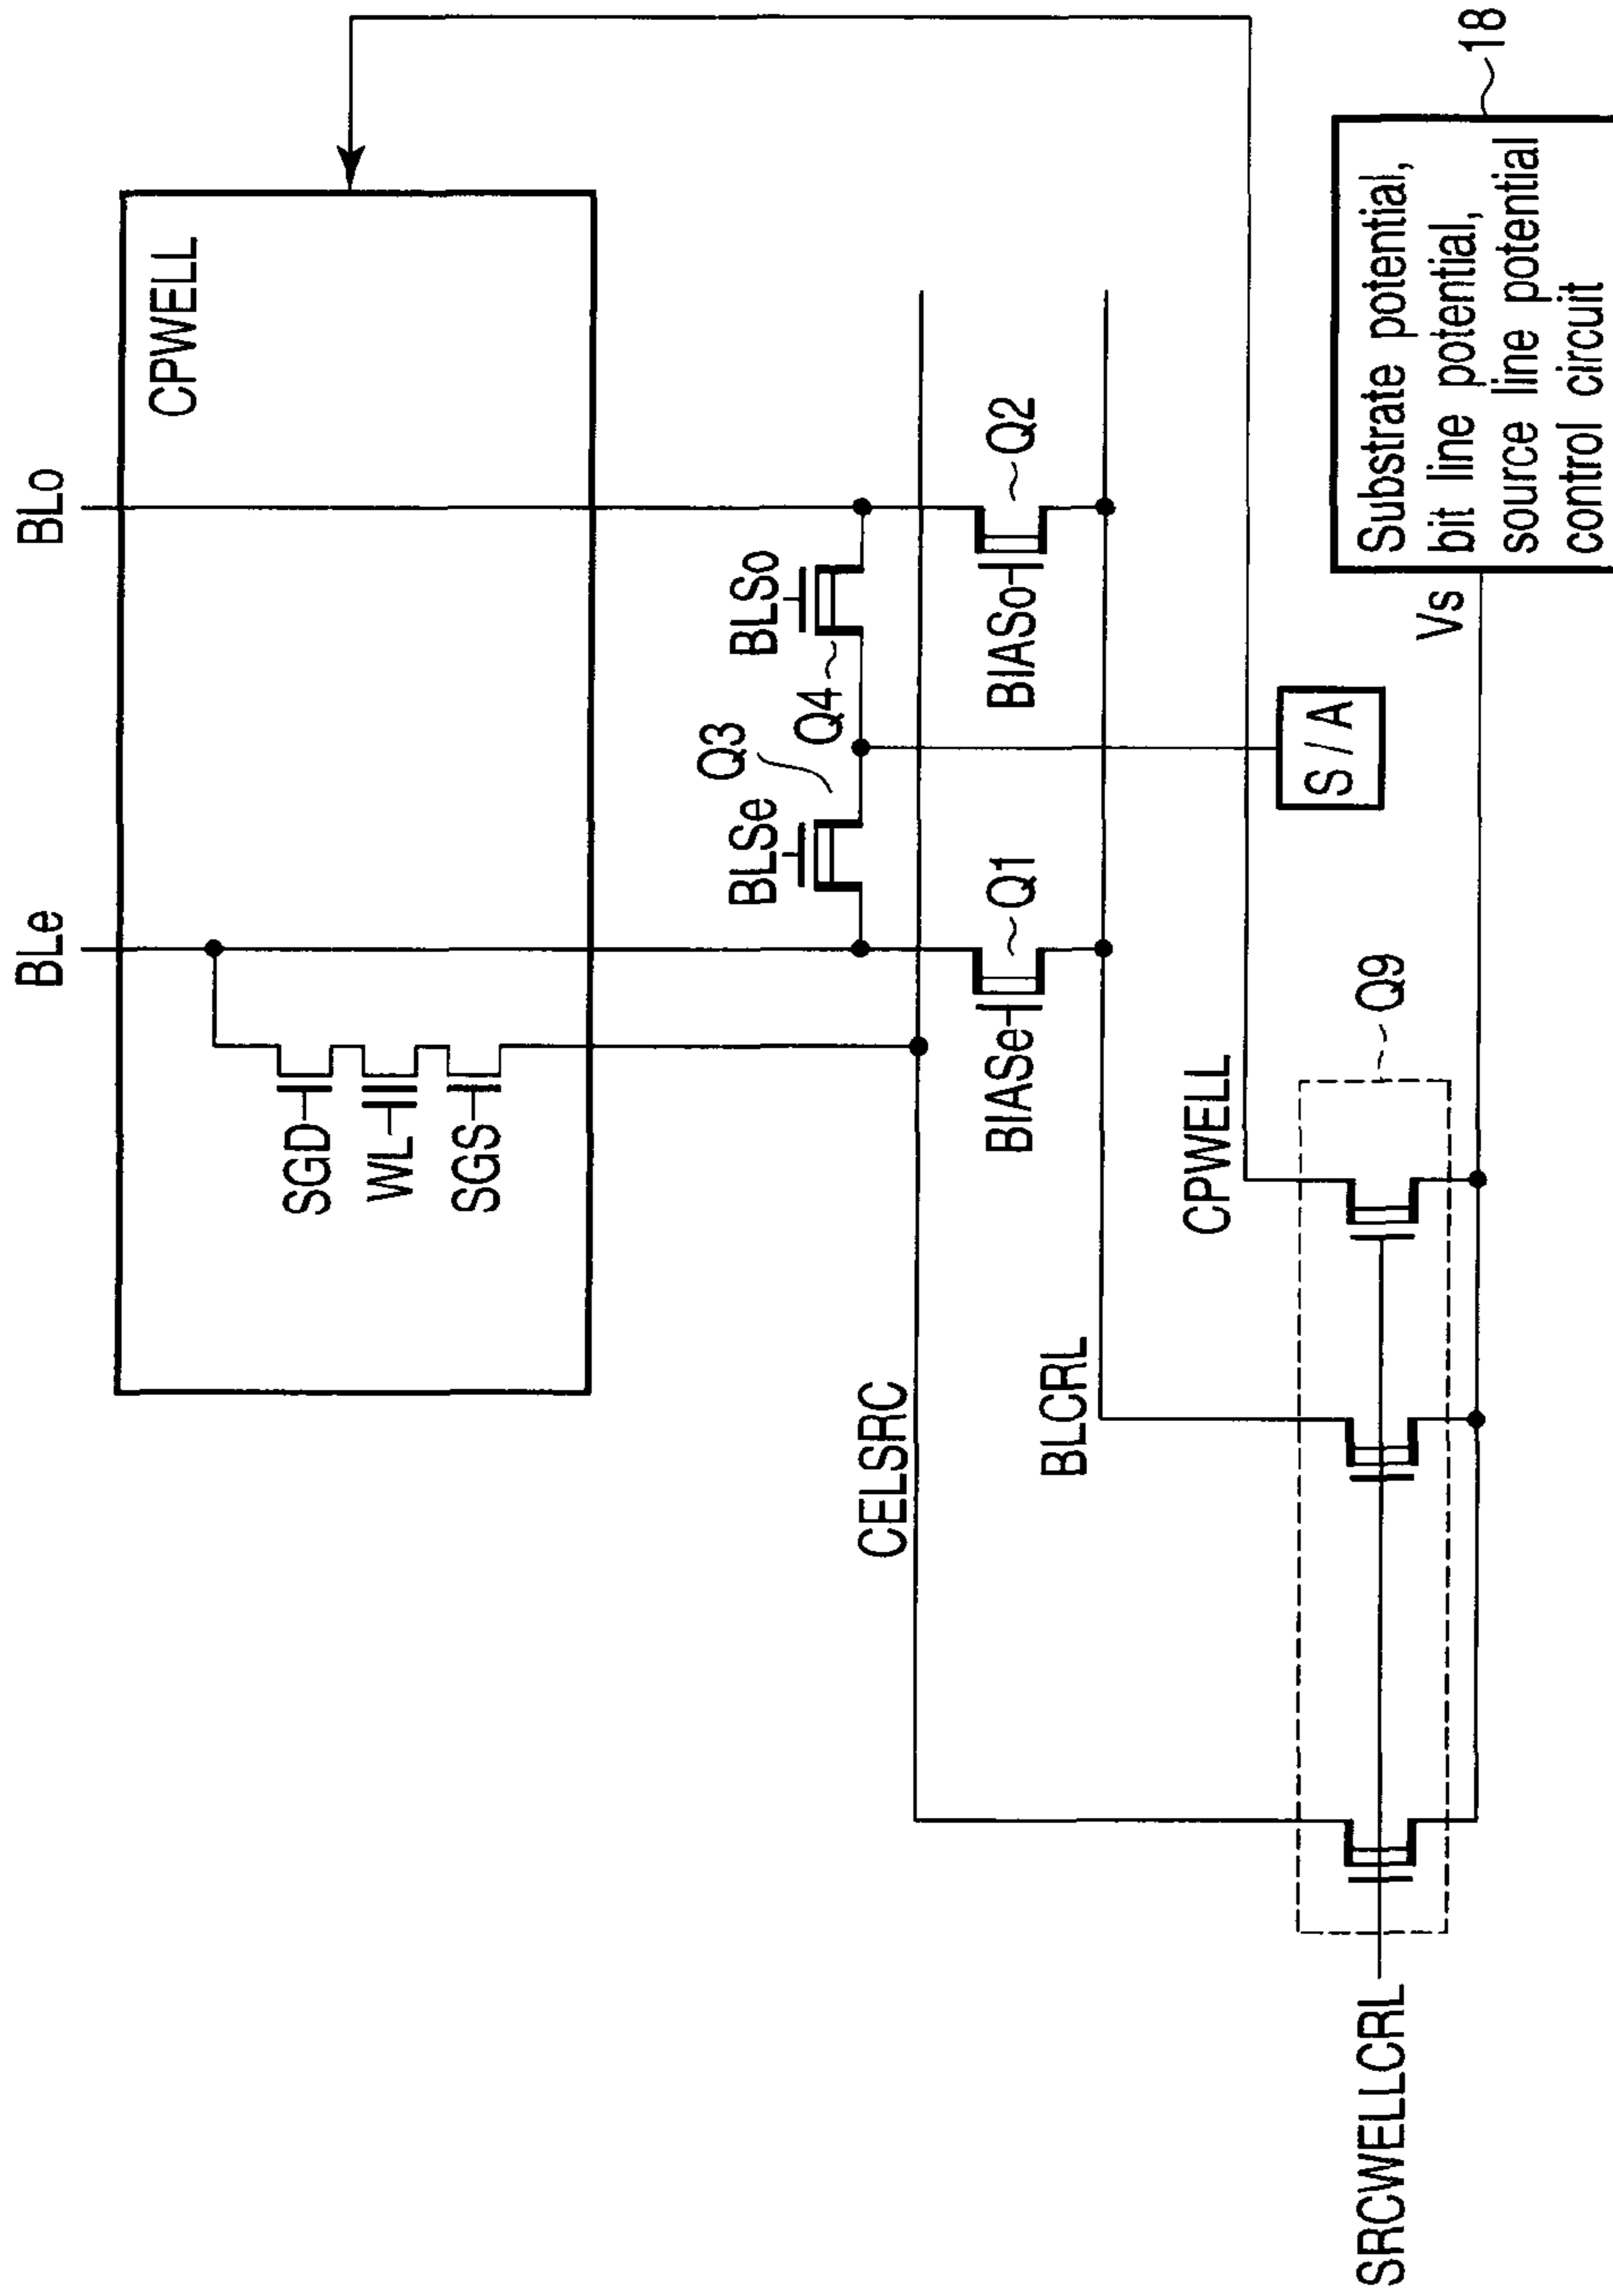 BLe
BLo
CPWELL
SGD
WL
SGS
BLSe
BLSo
Q3
Q4
CELSRC
BIASe
Q1
BIASo
Q2
BLCRL
CPWELL
S / A
Q9
Vs
SRCWELLCRL
Substrate potential,
bit line potential,
source line potential
control circuit
18